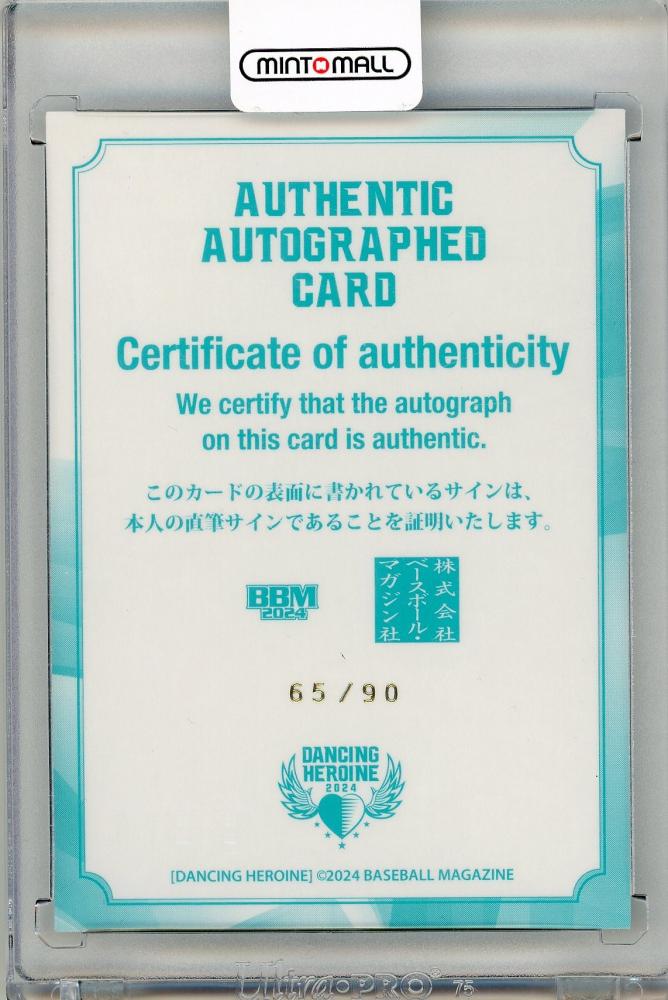 MINTMALL
AUTHENTIC
AUTOGRAPHED
CARD
Certificate of authenticity
We certify that the autograph
on this card is authentic.
このカードの表面に書かれているサインは、
本人の直筆サインであることを証明いたします。
BBM
2024
株式会社
ベースボール・
マガジン社
65/90
DANCING
HEROINE
2024
[DANCING HEROINE] ©2024 BASEBALL MAGAZINE
Ultra•PRO® 75